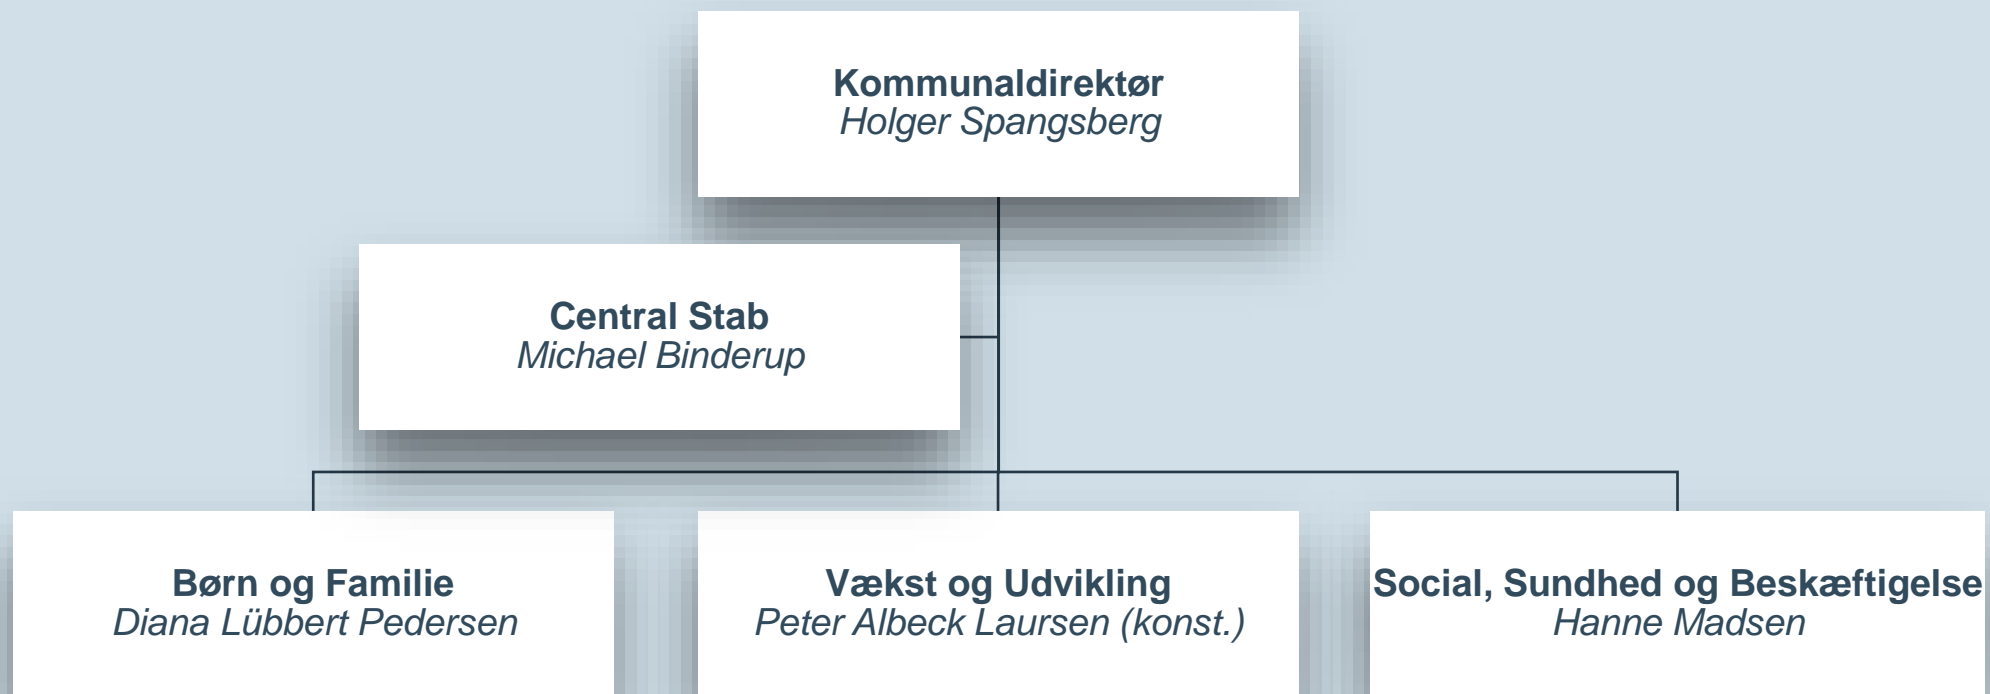 Kommunaldirektør
Holger Spangsberg
Central Stab
Michael Binderup
Børn og Familie
Diana Lübbert Pedersen
Vækst og Udvikling
Peter Albeck Laursen (konst.)
Social, Sundhed og Beskæftigelse
Hanne Madsen